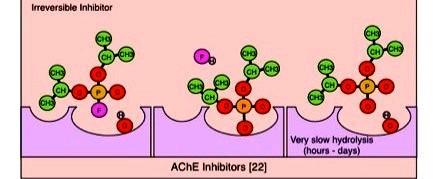 Irreversible Inhibitor
CH3
CH
CH3
CH3
CH
O
O
P
O
CH3
F
H
O
F
H
CH3
CH
CH3
CH3
CH3
CH
O
O
P
O
O
CH3
CH
CH3
CH3
CH
O
O
P
O
CH3
O
H
O
Very slow hydrolysis
(hours - days)
AChE Inhibitors [22]